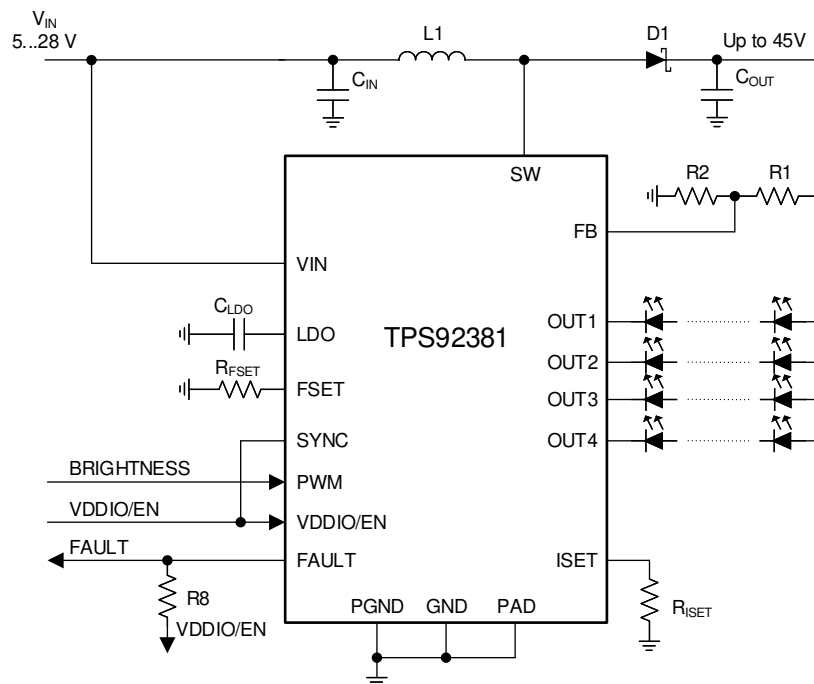 VIN
5...28 V
L1
D1
Up to 45V
CIN
COUT
SW
R2
R1
FB
VIN
CLDO
LDO
TPS92381
OUT1
RFSET
OUT2
FSET
OUT3
SYNC
OUT4
BRIGHTNESS
PWM
VDDIO/EN
VDDIO/EN
FAULT
FAULT
ISET
R8
PGND
GND
PAD
RISET
VDDIO/EN